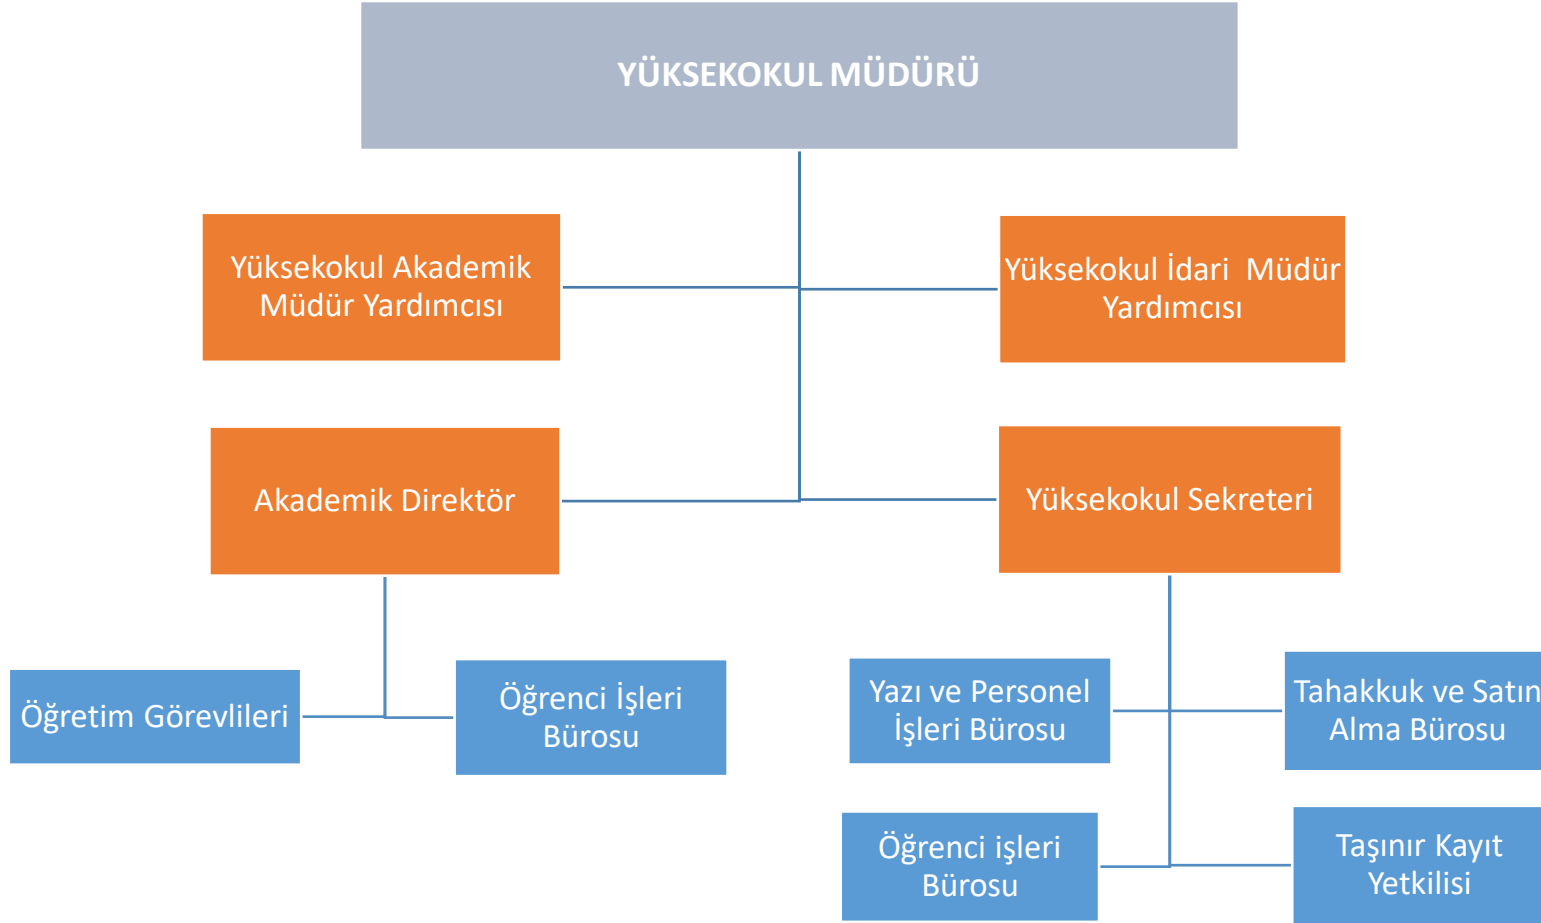 YÜKSEKOKUL MÜDÜRÜ
Yüksekokul Akademik
Müdür Yardımcısı
Yüksekokul İdari  Müdür
Yardımcısı
Akademik Direktör
Yüksekokul Sekreteri
Öğretim Görevlileri
Öğrenci İşleri
Bürosu
Yazı ve Personel
İşleri Bürosu
Tahakkuk ve Satın
Alma Bürosu
Öğrenci işleri
Bürosu
Taşınır Kayıt
Yetkilisi